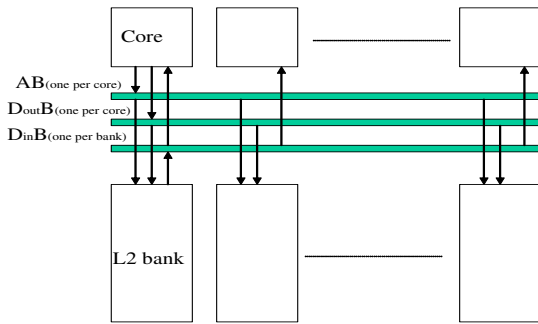 Core
AB(one per core)
DoutB(one per core)
DinB(one per bank)
L2 bank